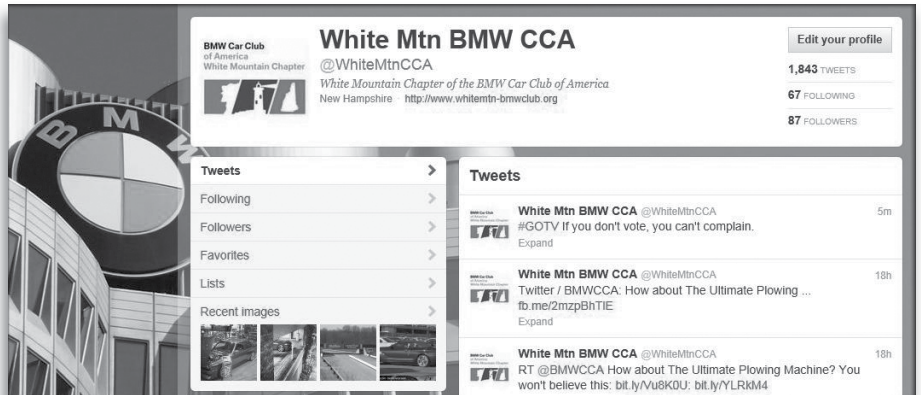 BMW Car Club
of America
White Mountain Chapter
White Mtn BMW CCA
@WhiteMtnCCA
White Mountain Chapter of the BMW Car Club of America
New Hampshire · http://www.whitemtn-bmwclub.org
Edit your profile
1,843 TWEETS
67 FOLLOWING
87 FOLLOWERS
BMW
Tweets
Following
Followers
Favorites
Lists
Recent images
Tweets
White Mtn BMW CCA @WhiteMtnCCA 5m
#GOTV If you don't vote, you can't complain.
Expand
White Mtn BMW CCA @WhiteMtnCCA 18h
Twitter / BMWCCA: How about The Ultimate Plowing ...
fb.me/2mzpBhTlE
Expand
White Mtn BMW CCA @WhiteMtnCCA 18h
RT @BMWCCA How about The Ultimate Plowing Machine? You
won't believe this: bit.ly/Vu8K0U: bit.ly/YLRkM4